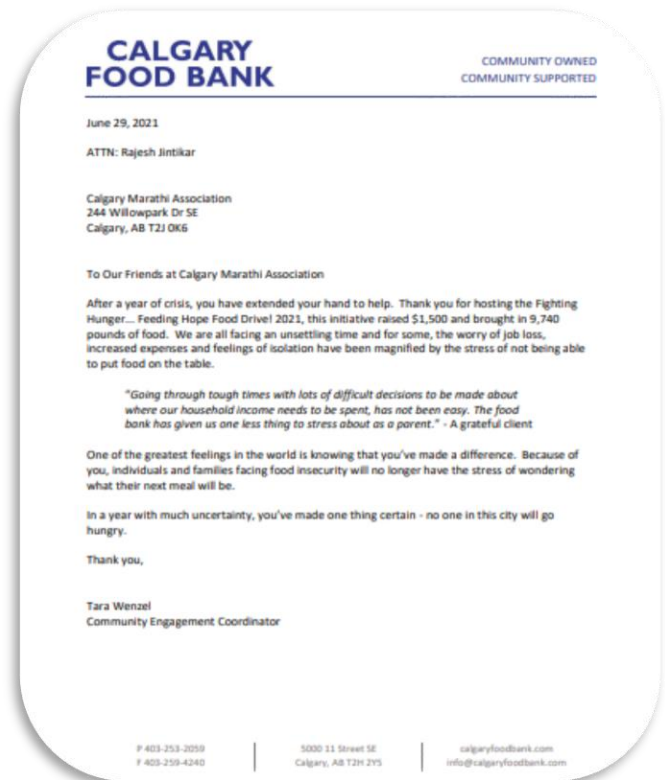 CALGARY
FOOD BANK
COMMUNITY OWNED
COMMUNITY SUPPORTED
June 29, 2021
ATTN: Rajesh Jintikar
Calgary Marathi Association
244 Willowpark Dr SE
Calgary, AB T2J 0K6
To Our Friends at Calgary Marathi Association
After a year of crisis, you have extended your hand to help. Thank you for hosting the Fighting
Hunger... Feeding Hope Food Drive! 2021, this initiative raised $1,500 and brought in 9,740
pounds of food. We are all facing an unsettling time and for some, the worry of job loss,
increased expenses and feelings of isolation have been magnified by the stress of not being able
to put food on the table.
"Going through tough times with lots of difficult decisions to be made about
where our household income needs to be spent, has not been easy. The food
bank has given us one less thing to stress about as a parent." - A grateful client
One of the greatest feelings in the world is knowing that you've made a difference. Because of
you, individuals and families facing food insecurity will no longer have the stress of wondering
what their next meal will be.
In a year with much uncertainty, you've made one thing certain - no one in this city will go
hungry.
Thank you,
Tara Wenzel
Community Engagement Coordinator
P 403-253-2059
F 403-259-4240
5000 11 Street SE
Calgary, AB T2H 2Y5
calgaryfoodbank.com
info@calgaryfoodbank.com